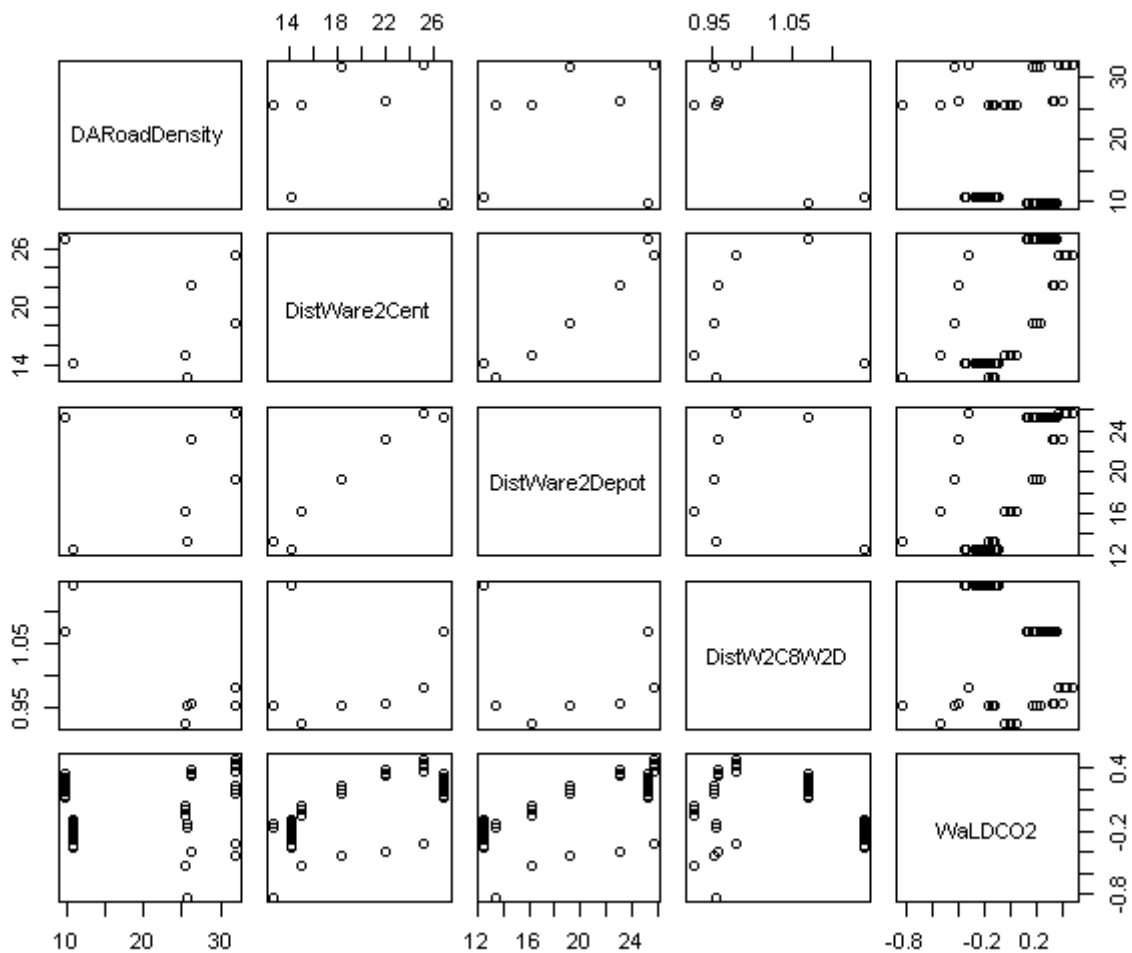 14 18 22 26
0.95 1.05
DARoadDensity
10 20 30
14 20 26
DistWare2Cent
DistWare2Depot
12 16 20 24
0.95 1.05
DistW2C8W2D
WaLDCO2
-0.8 -0.2 0.4
10 20 30
12 16 20 24
-0.8 -0.2 0.2